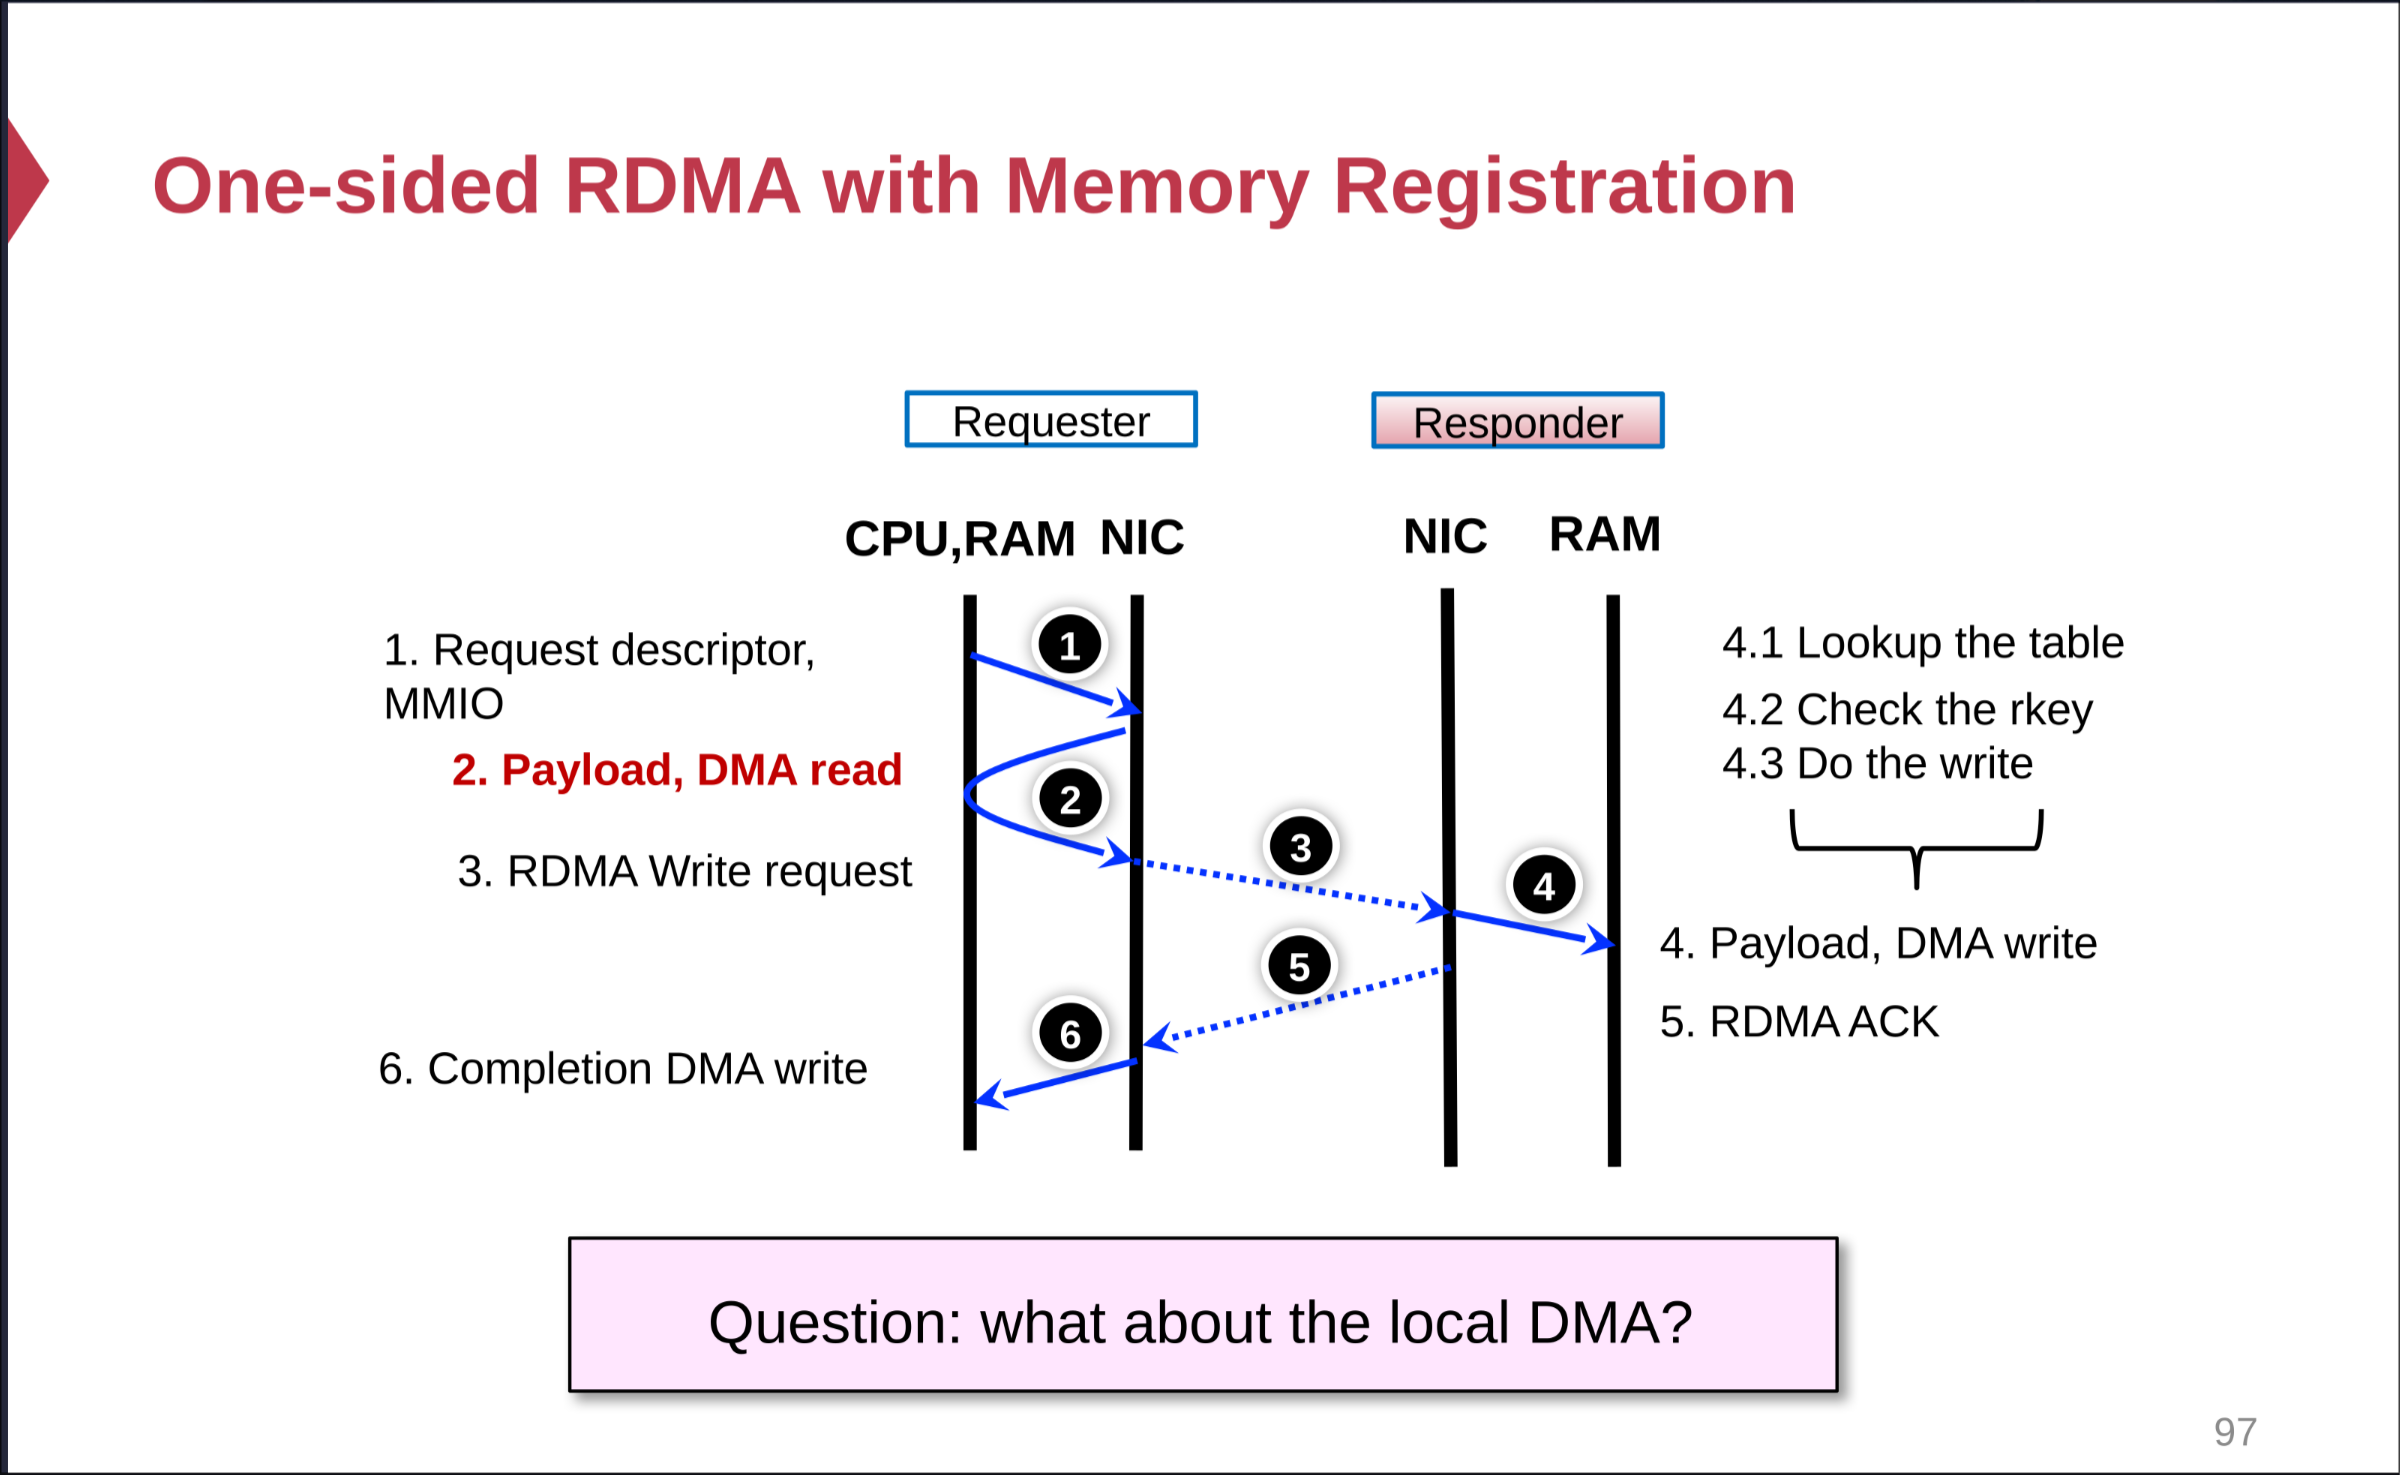 One-sided RDMA with Memory Registration
Requester
Responder
CPU,RAM
NIC
NIC
RAM
1. Request descriptor,
MMIO
2. Payload, DMA read
3. RDMA Write request
6. Completion DMA write
1
2
3
4
5
6
4.1 Lookup the table
4.2 Check the rkey
4.3 Do the write
4. Payload, DMA write
5. RDMA ACK
Question: what about the local DMA?
97